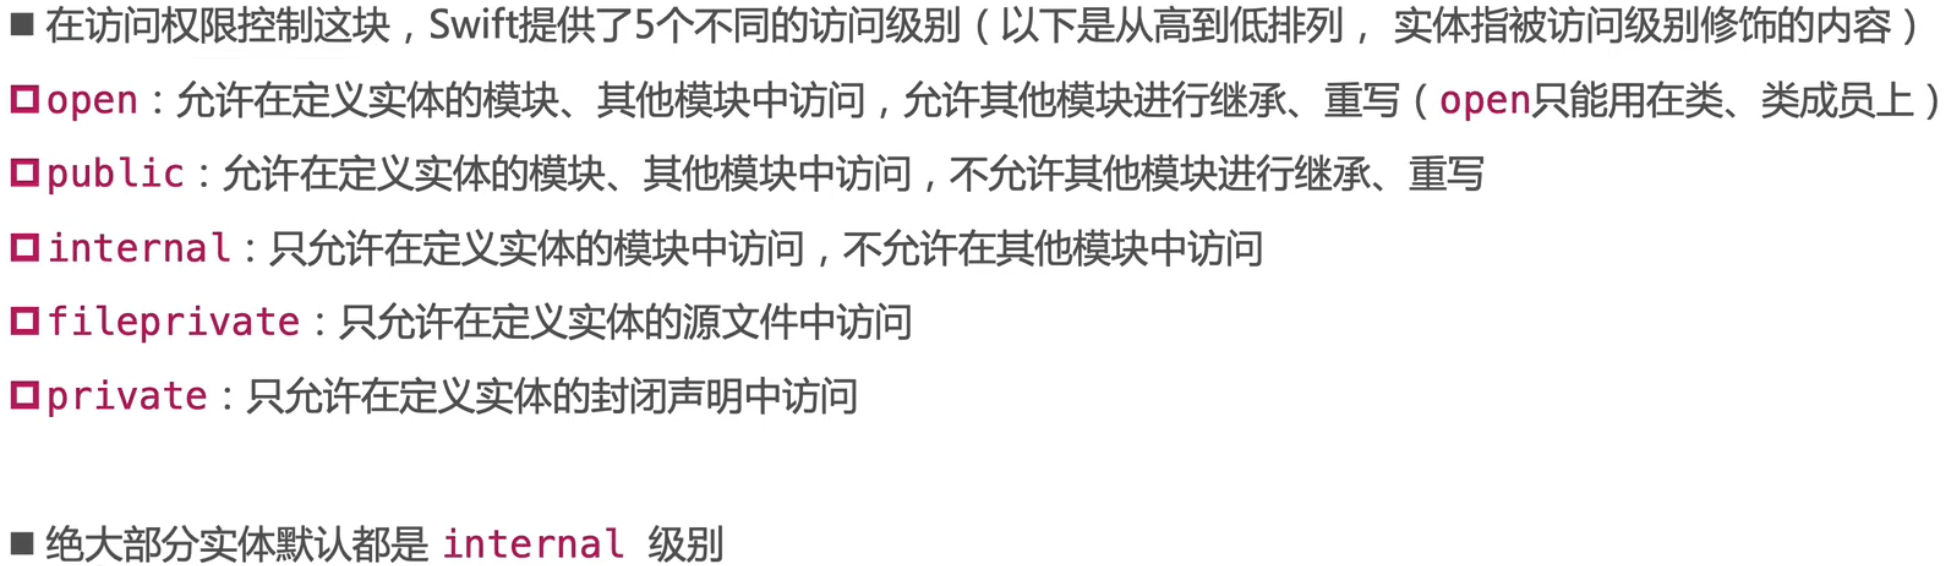 ■ 在访问权限控制这块，Swift提供了5个不同的访问级别（以下是从高到低排列， 实体指被访问级别修饰的内容）
open：允许在定义实体的模块、其他模块中访问，允许其他模块进行继承、重写（open只能用在类、类成员上）
public：允许在定义实体的模块、其他模块中访问，不允许其他模块进行继承、重写
internal：只允许在定义实体的模块中访问，不允许在其他模块中访问
fileprivate：只允许在定义实体的源文件中访问
private：只允许在定义实体的封闭声明中访问
■ 绝大部分实体默认都是 internal 级别